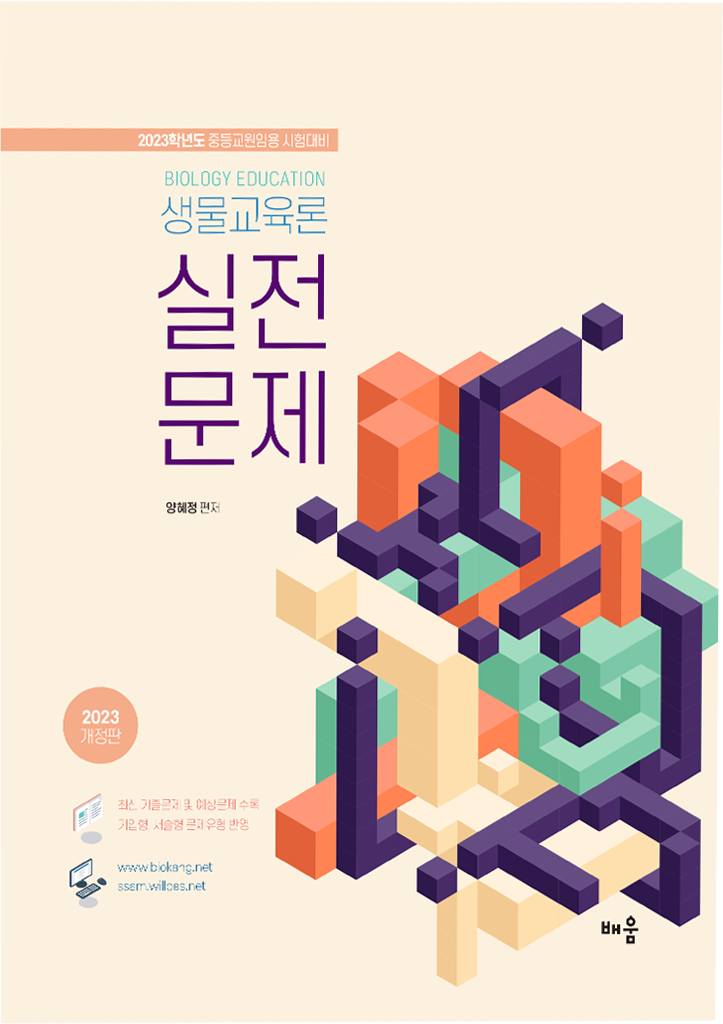 2023학년도 중등교원임용 시험대비
BIOLOGY EDUCATION
생물교육론
실전
문제
양혜정 편저
2023
개정판
최신 기출문제 및 예상문제 수록
기입형, 서술형 문제유형 반영
www.biokang.net
ssam.willbes.net
배움